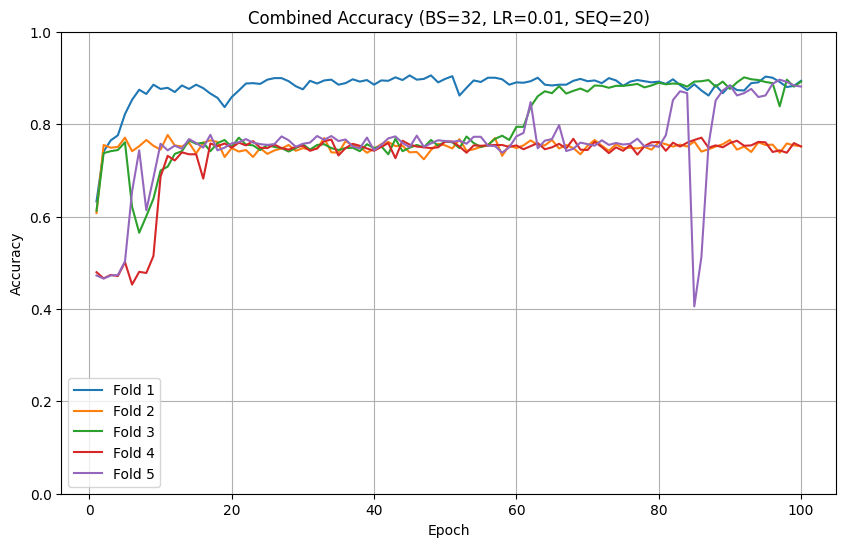 Combined Accuracy (BS=32, LR=0.01, SEQ=20)
1.0
0.8
0.6
0.4
0.2
0.0
Accuracy
Fold 1
Fold 2
Fold 3
Fold 4
Fold 5
0 20 40 60 80 100
Epoch